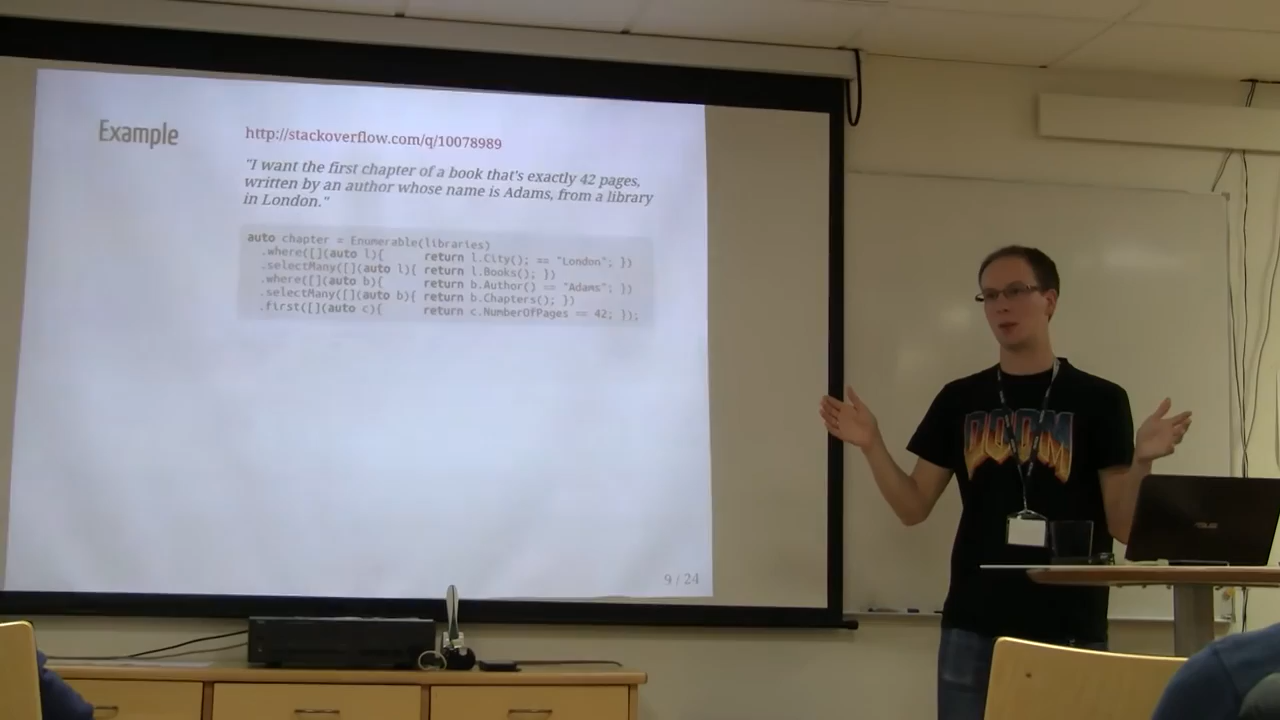 Example
http://stackoverflow.com/q/10078989
"I want the first chapter of a book that's exactly 42 pages,
written by an author whose name is Adams, from a library
in London."
auto chapter = Enumerable(libraries)
.where([](auto l){ return l.City(); == "London"; })
.selectMany([](auto l){ return l.Books(); })
.where([](auto b){ return b.Author() == "Adams"; })
.selectMany([](auto b){ return b.Chapters(); })
.first([](auto c){ return c.NumberOfPages == 42; });
9 / 24
DOOM
ASUS